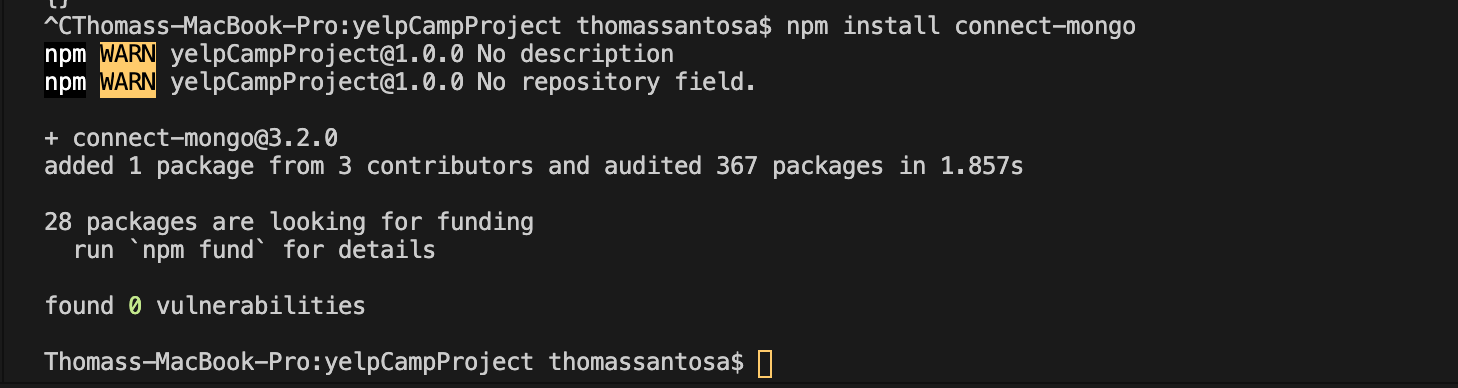 {}
^CThomass-MacBook-Pro:yelpCampProject thomassantosa$ npm install connect-mongo
npm WARN yelpCampProject@1.0.0 No description
npm WARN yelpCampProject@1.0.0 No repository field.
+ connect-mongo@3.2.0
added 1 package from 3 contributors and audited 367 packages in 1.857s
28 packages are looking for funding
run `npm fund` for details
found 0 vulnerabilities
Thomass-MacBook-Pro:yelpCampProject thomassantosa$